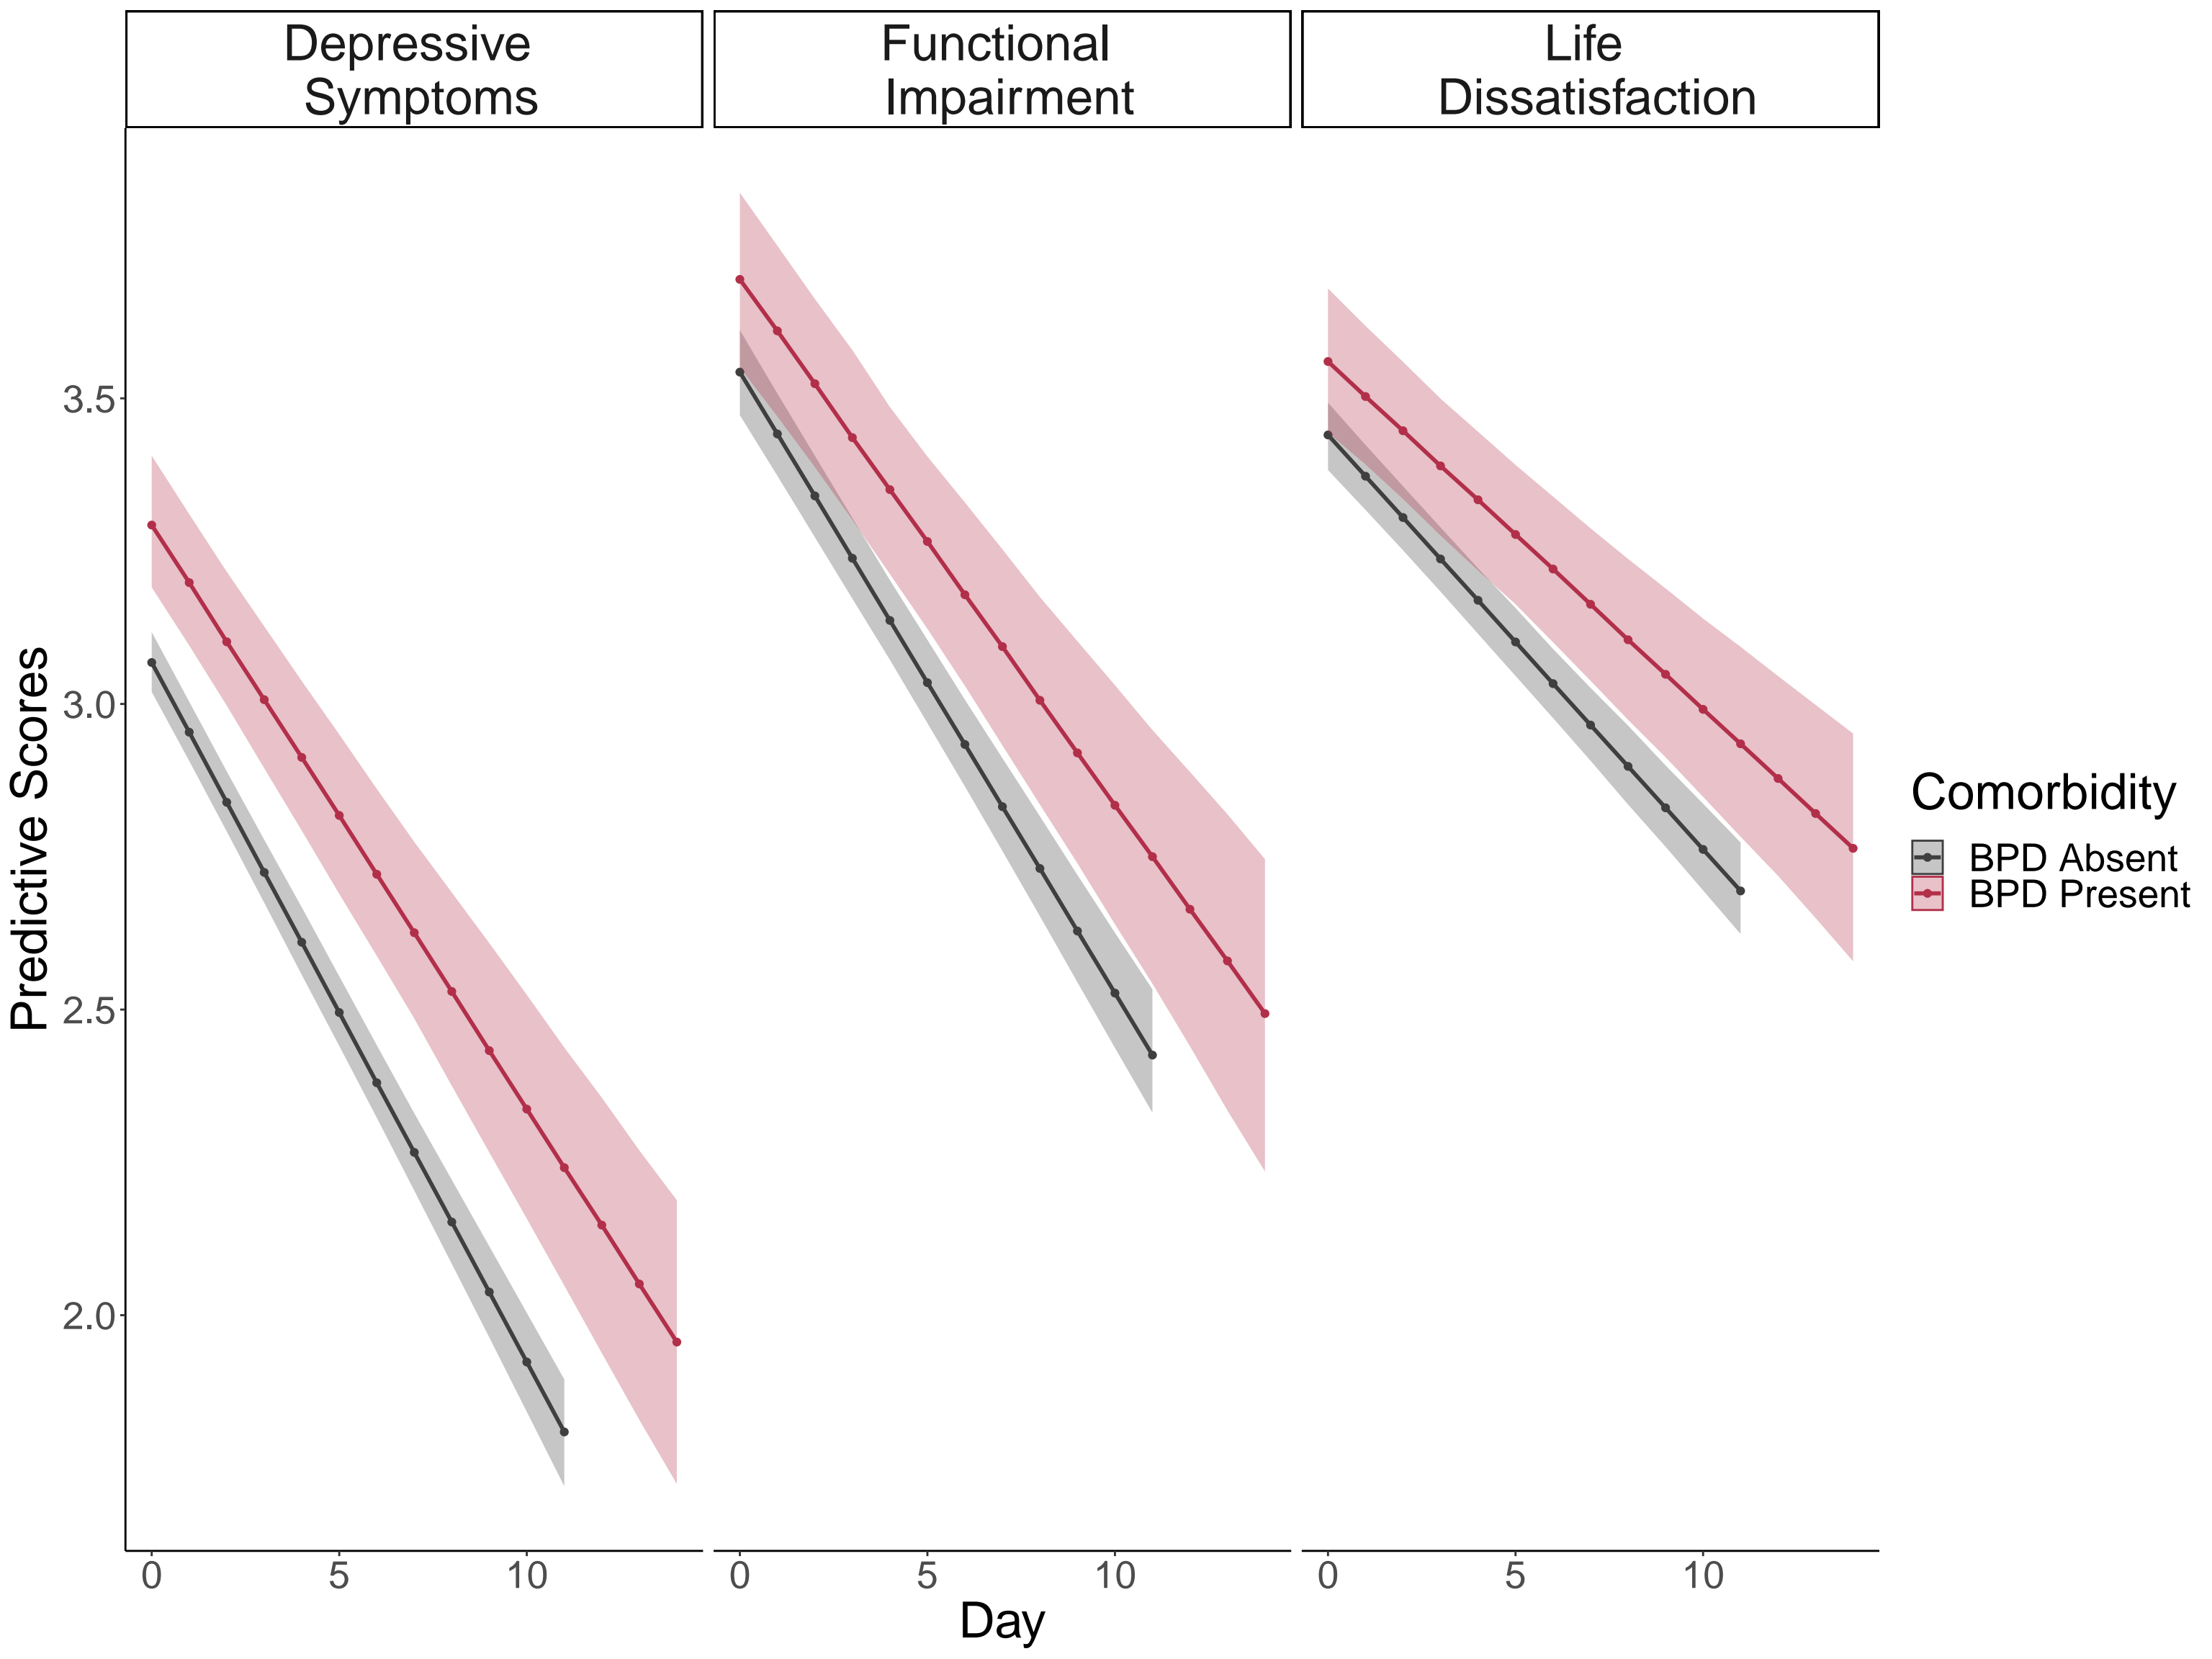 Depressive
Symptoms
Functional
Impairment
Life
Dissatisfaction
Predictive Scores
3.5
3.0
2.5
2.0
0 5 10
0 5 10
0 5 10
Day
Comorbidity
BPD Absent
BPD Present